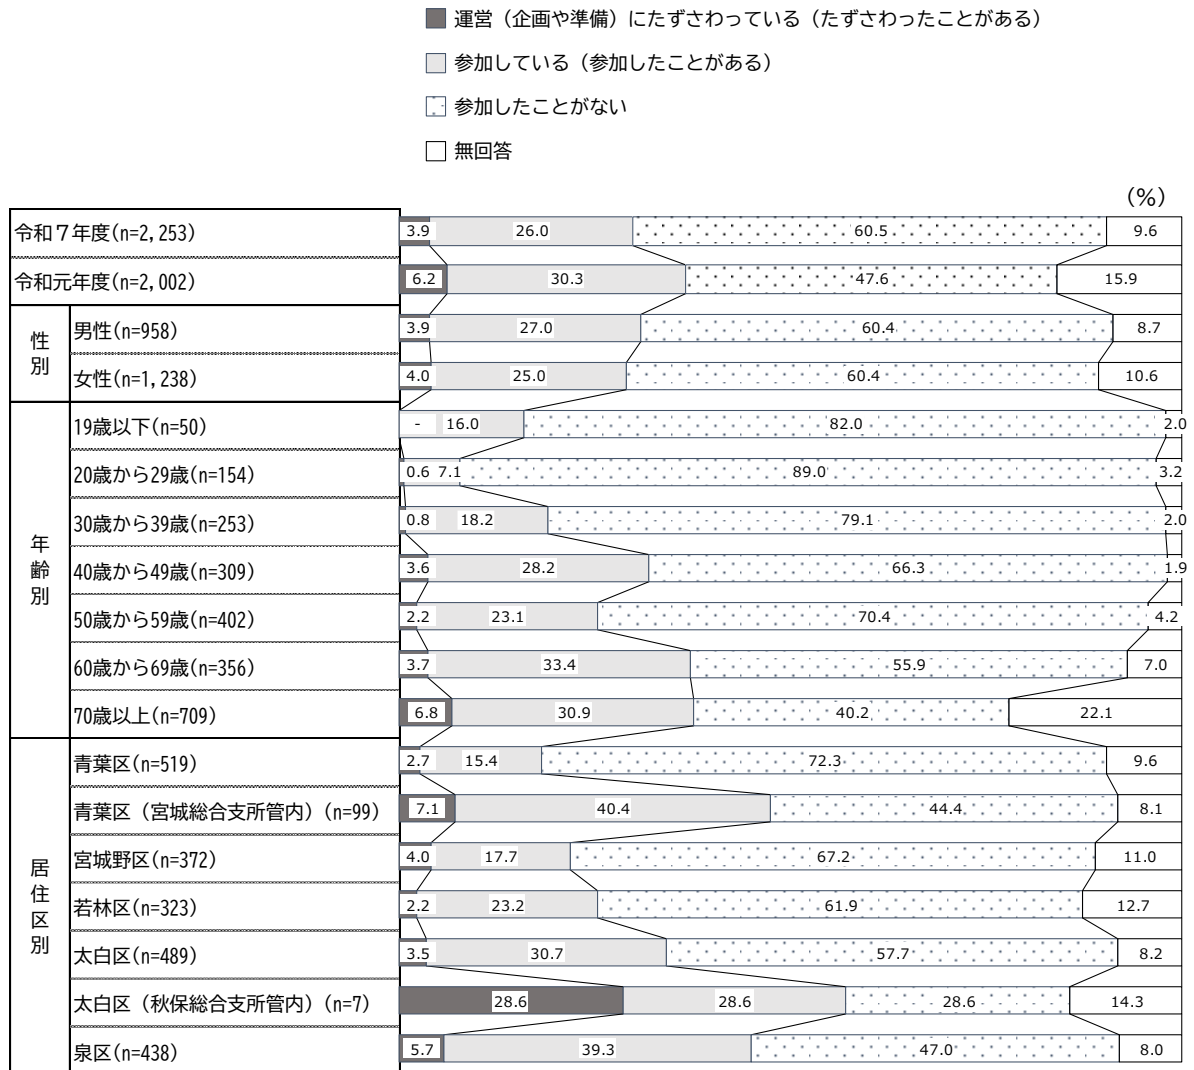 運営（企画や準備）にたずさわっている（たずさわったことがある）
参加している（参加したことがある）
参加したことがない
無回答
（%）
令和７年度(n=2,253) 3.9 26.0 60.5 9.6
令和元年度(n=2,002) 6.2 30.3 47.6 15.9
性別
男性(n=958) 3.9 27.0 60.4 8.7
女性(n=1,238) 4.0 25.0 60.4 10.6
年齢別
19歳以下(n=50) - 16.0 82.0 2.0
20歳から29歳(n=154) 0.6 7.1 89.0 3.2
30歳から39歳(n=253) 0.8 18.2 79.1 2.0
40歳から49歳(n=309) 3.6 28.2 66.3 1.9
50歳から59歳(n=402) 2.2 23.1 70.4 4.2
60歳から69歳(n=356) 3.7 33.4 55.9 7.0
70歳以上(n=709) 6.8 30.9 40.2 22.1
居住区別
青葉区(n=519) 2.7 15.4 72.3 9.6
青葉区（宮城総合支所管内）(n=99) 7.1 40.4 44.4 8.1
宮城野区(n=372) 4.0 17.7 67.2 11.0
若林区(n=323) 2.2 23.2 61.9 12.7
太白区(n=489) 3.5 30.7 57.7 8.2
太白区（秋保総合支所管内）(n=7) 28.6 28.6 28.6 14.3
泉区(n=438) 5.7 39.3 47.0 8.0